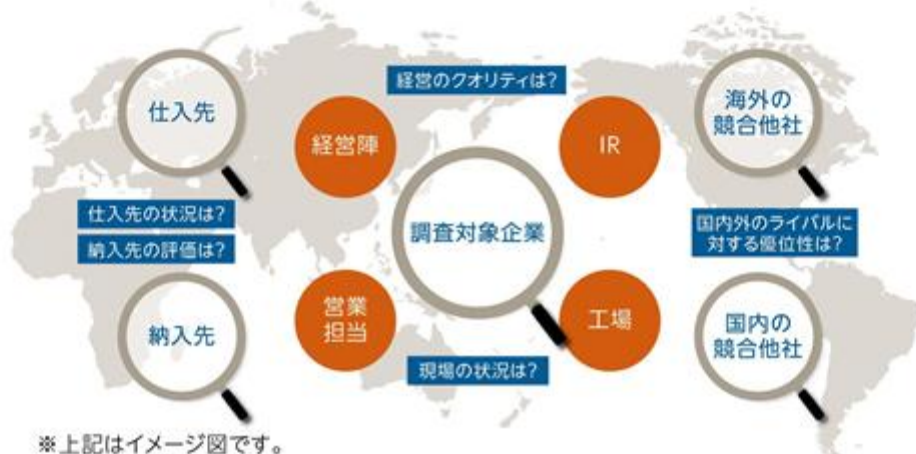 経営のクオリティは?
仕入先
経営陣
IR
海外の
競合他社
仕入先の状況は?
納入先の評価は?
調査対象企業
国内外のライバルに
対する優位性は?
納入先
営業
担当
工場
国内の
競合他社
現場の状況は?
※上記はイメージ図です。